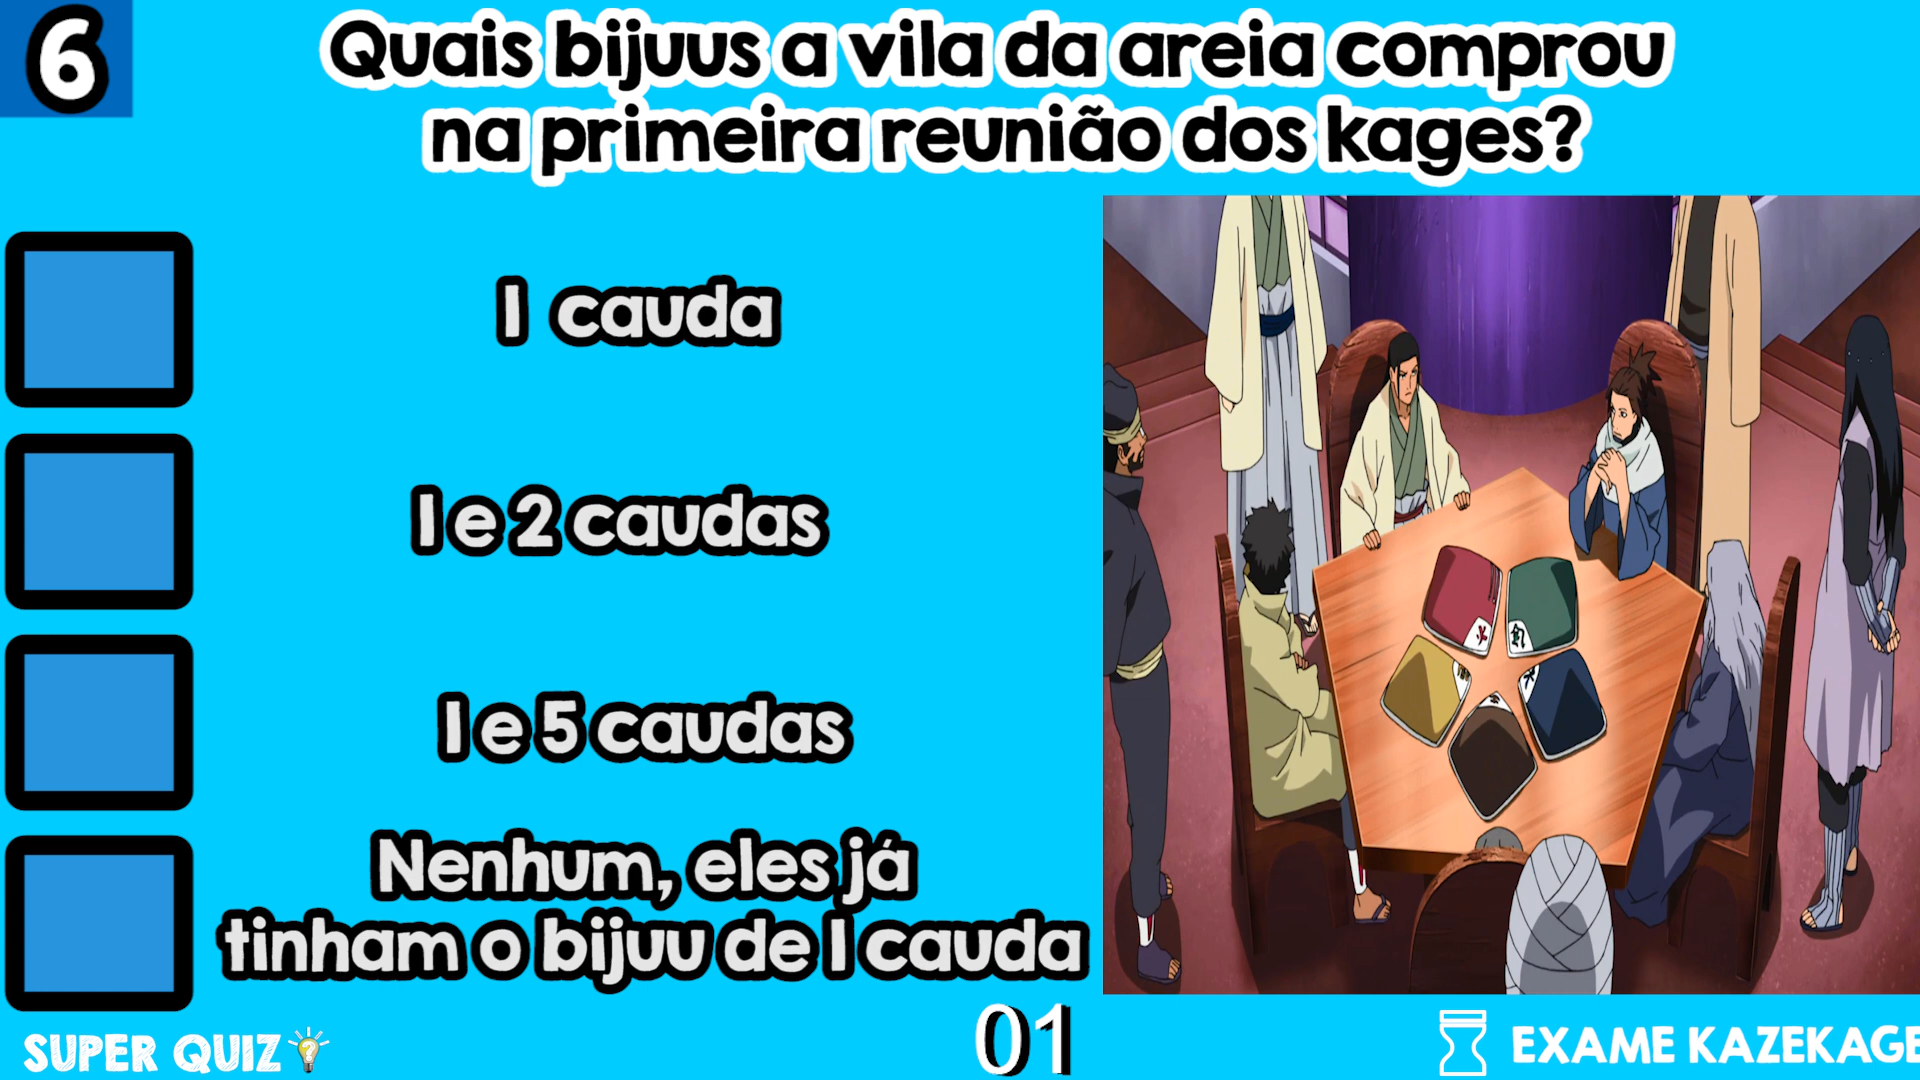 6
Quais bijuus a vila da areia comprou
na primeira reunião dos kages?
1 cauda
1 e 2 caudas
1 e 5 caudas
Nenhum, eles já
tinham o bijuu de 1 cauda
SUPER QUIZ
01
EXAME KAZEKAGE